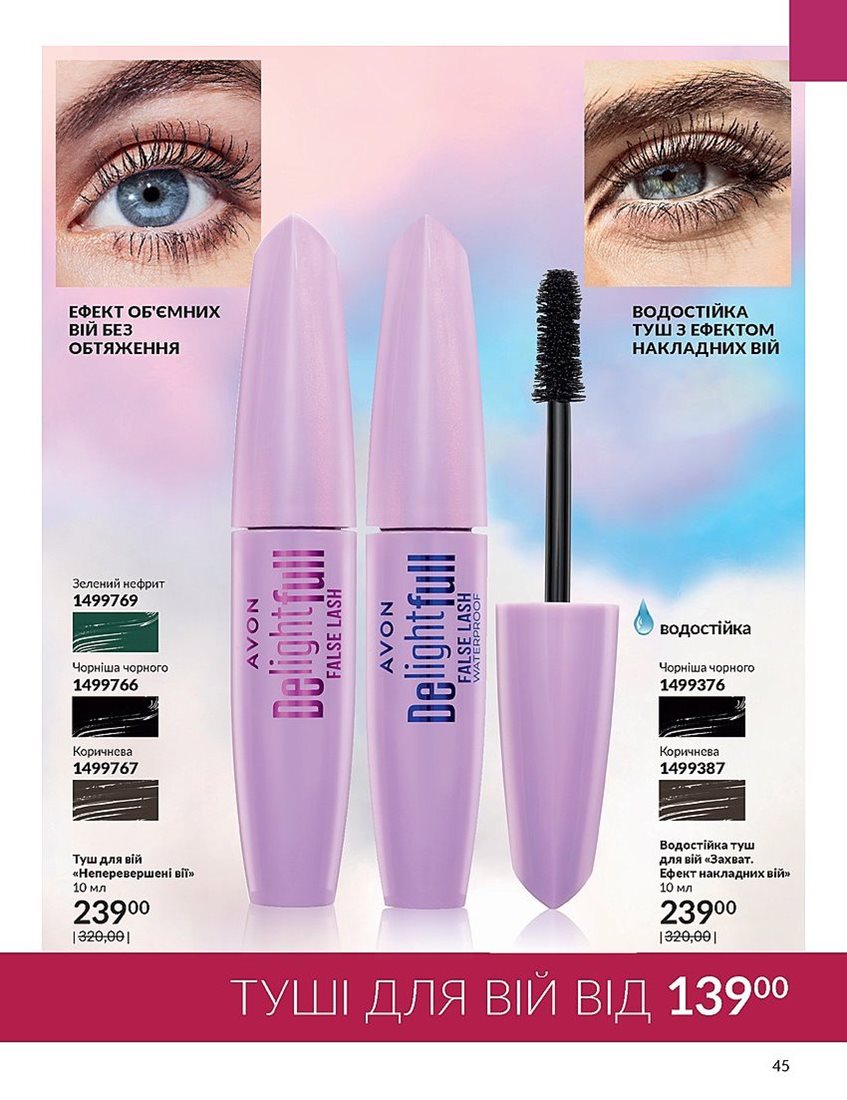 ЕФЕКТ ОБ'ЄМНИХ
ВІЙ БЕЗ
ОБТЯЖЕННЯ
ВОДОСТІЙКА
ТУШ З ЕФЕКТОМ
НАКЛАДНИХ ВІЙ
AVON
Delightfull
FALSE LASH
AVON
Delightfull
FALSE LASH
WATERPROOF
Зелений нефрит
1499769
Чорніша чорного
1499766
Коричнева
1499767
Туш для вій
«Неперевершені вії»
10 мл
23900
|320,00|
водостійка
Чорніша чорного
1499376
Коричнева
1499387
Водостійка туш
для вій «Захват.
Ефект накладних вій»
10 мл
23900
|320,00|
ТУШІ ДЛЯ ВІЙ ВІД 13900
45